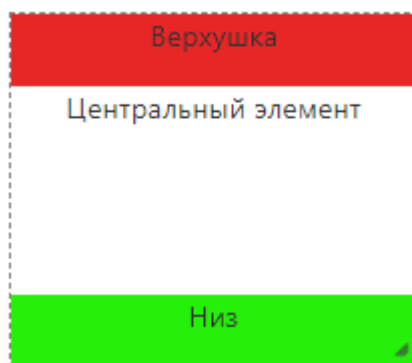 Верхушка
Центральный элемент
Низ